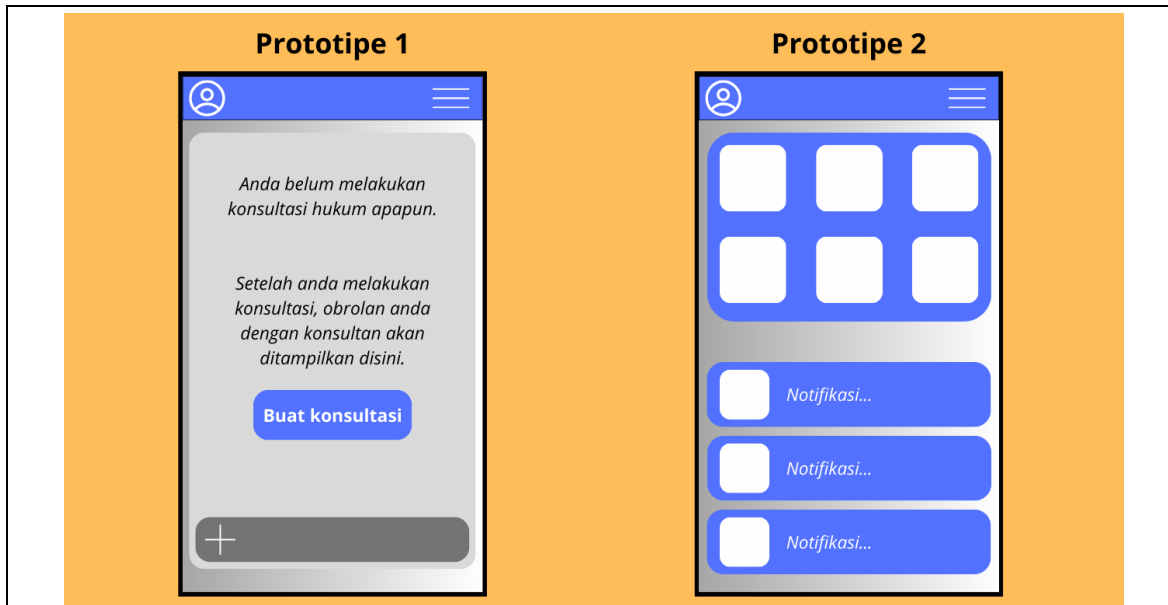 Prototipe 1
Anda belum melakukan
konsultasi hukum apapun.
Setelah anda melakukan
konsultasi, obrolan anda
dengan konsultan akan
ditampilkan disini.
Buat konsultasi
Prototipe 2
Notifikasi...
Notifikasi...
Notifikasi...